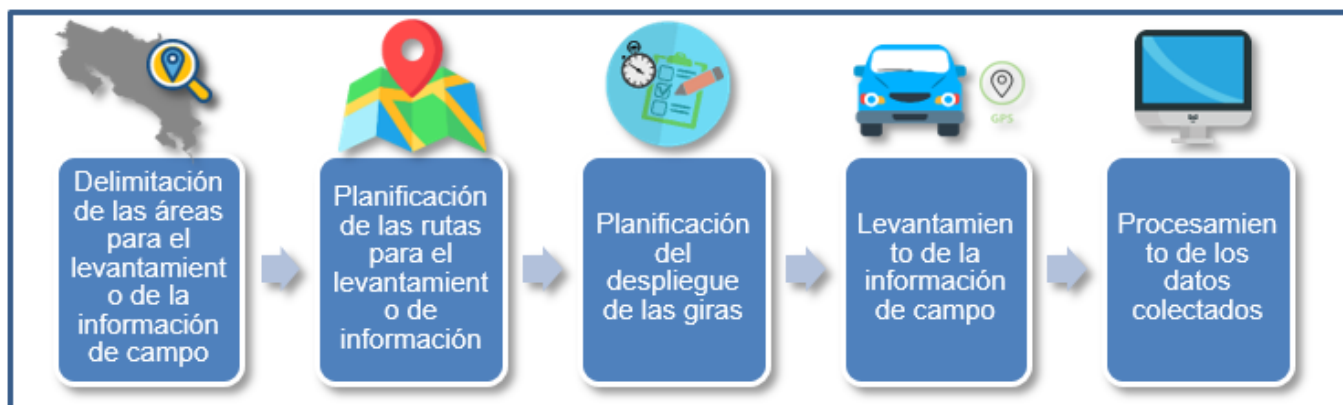 Delimitación
de las áreas
para el
levantamient
o de la
información
de campo
Planificación
de las rutas
para el
levantamient
o de
información
Planificación
del
despliegue
de las giras
GPS
Levantamien
to de la
información
de campo
Procesamien
to de los
datos
colectados